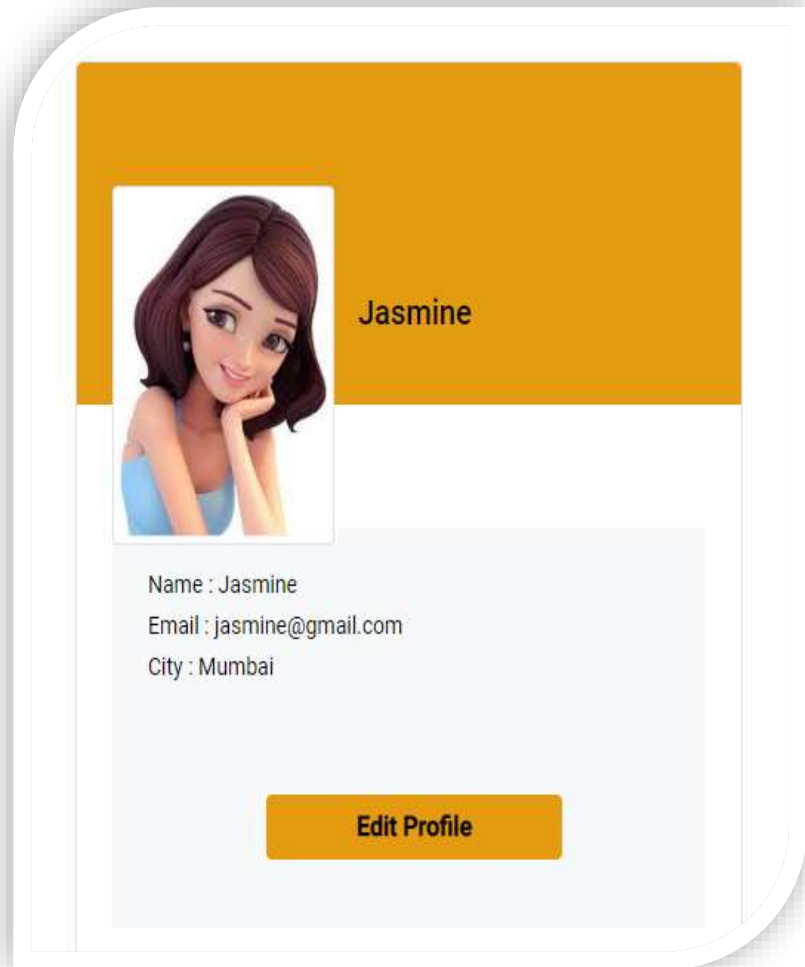 Jasmine
Name : Jasmine
Email : jasmine@gmail.com
City : Mumbai
Edit Profile